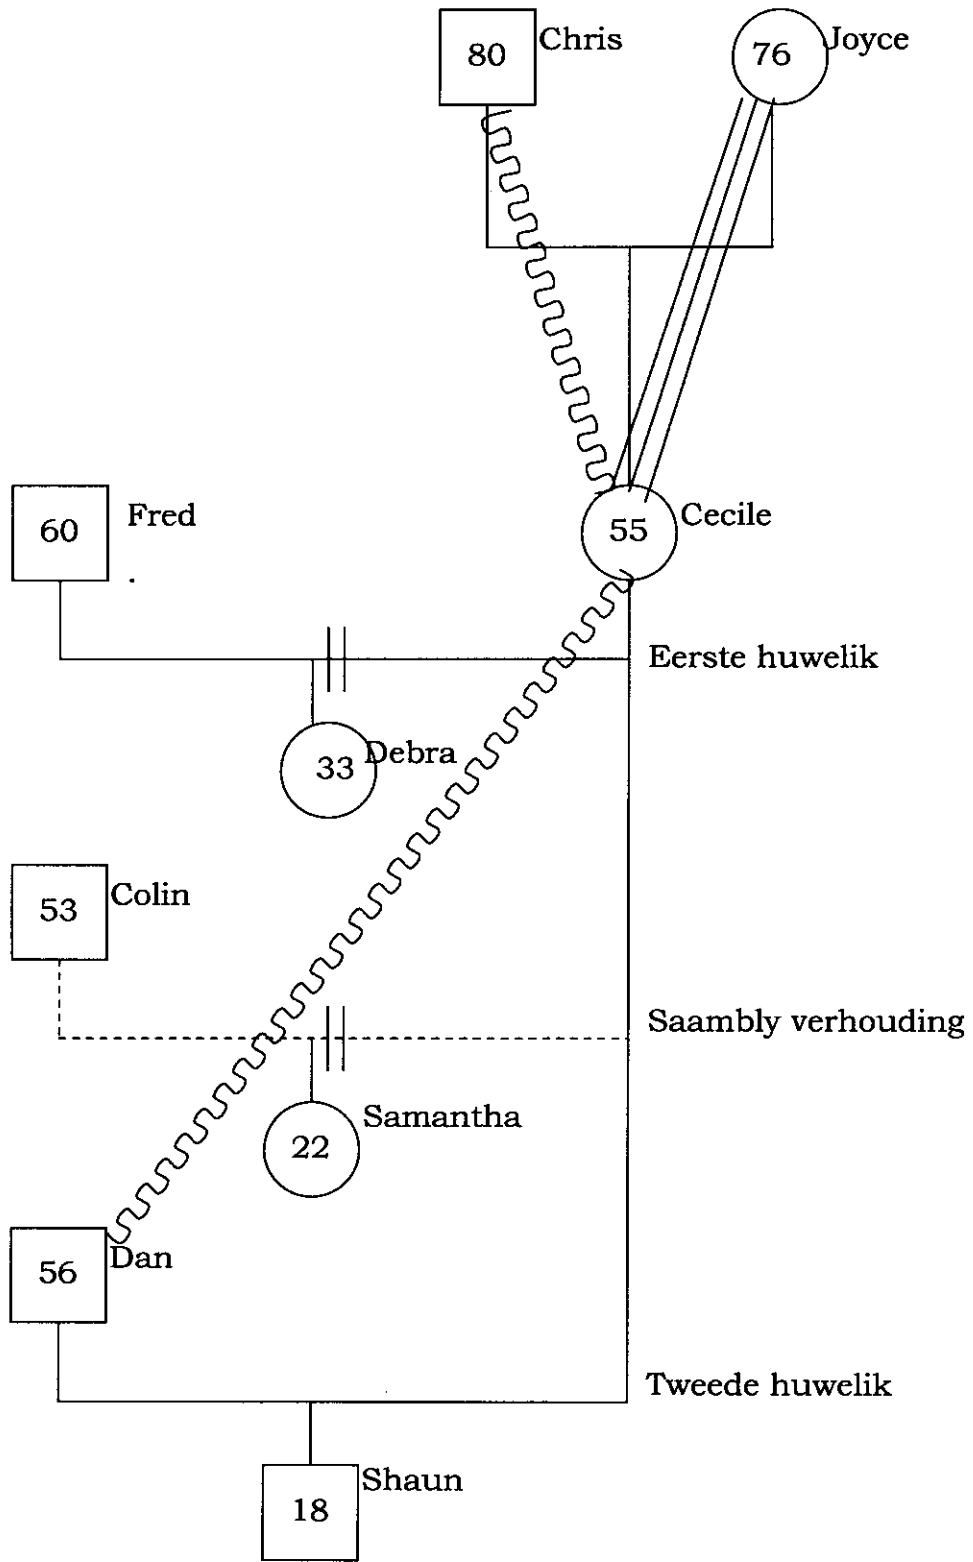 80 Chris
76 Joyce
60 Fred
55 Cecile
Eerste huwelik
33 Debra
53 Colin
Saambly verhouding
22 Samantha
56 Dan
Tweede huwelik
18 Shaun